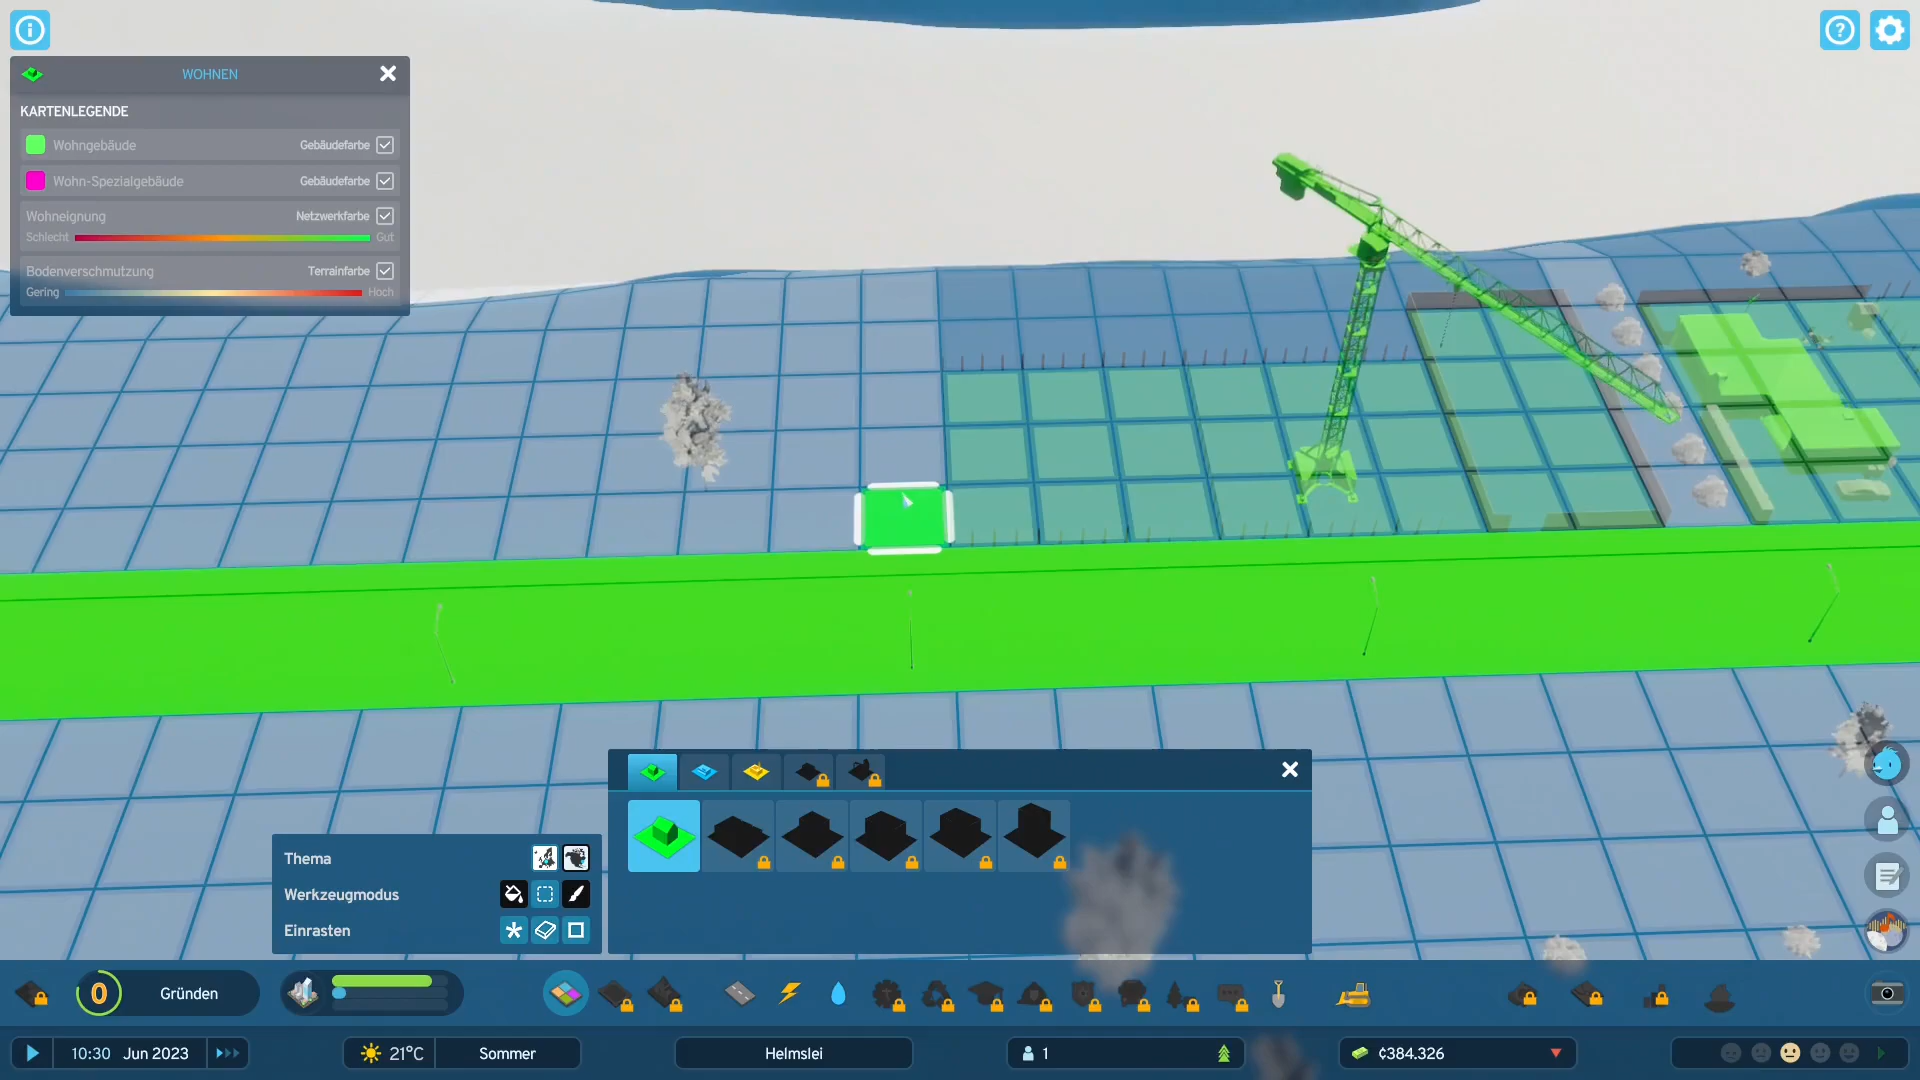 WOHNEN
KARTENLEGENDE
Wohngebäude Gebäudefarbe
Wohn-Spezialgebäude Gebäudefarbe
Wohneignung Netzwerkfarbe
Schlecht Gut
Bodenverschmutzung Terrainfarbe
Gering Hoch
Thema
Werkzeugmodus
Einrasten
0 Gründen
10:30 Jun 2023 21°C Sommer Helmslei 1 ¢384.326